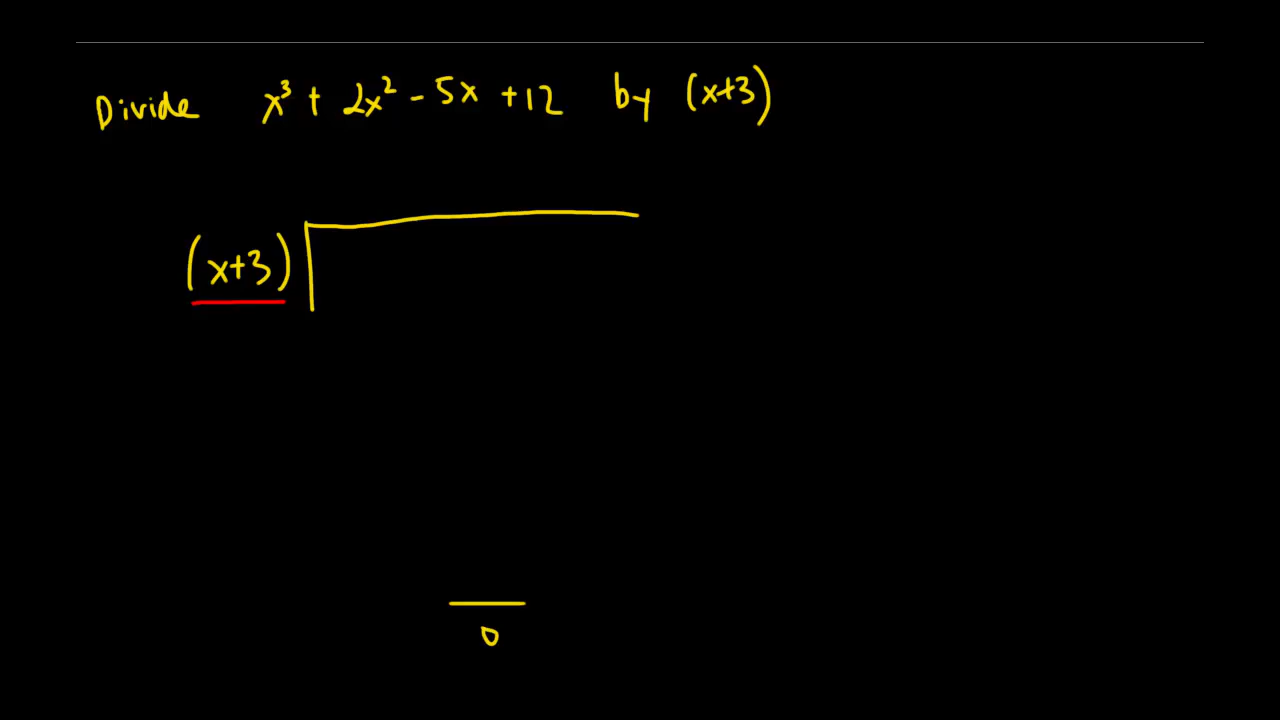 Divide x³ + 2x² - 5x + 12 by (x+3)
(x+3)
0